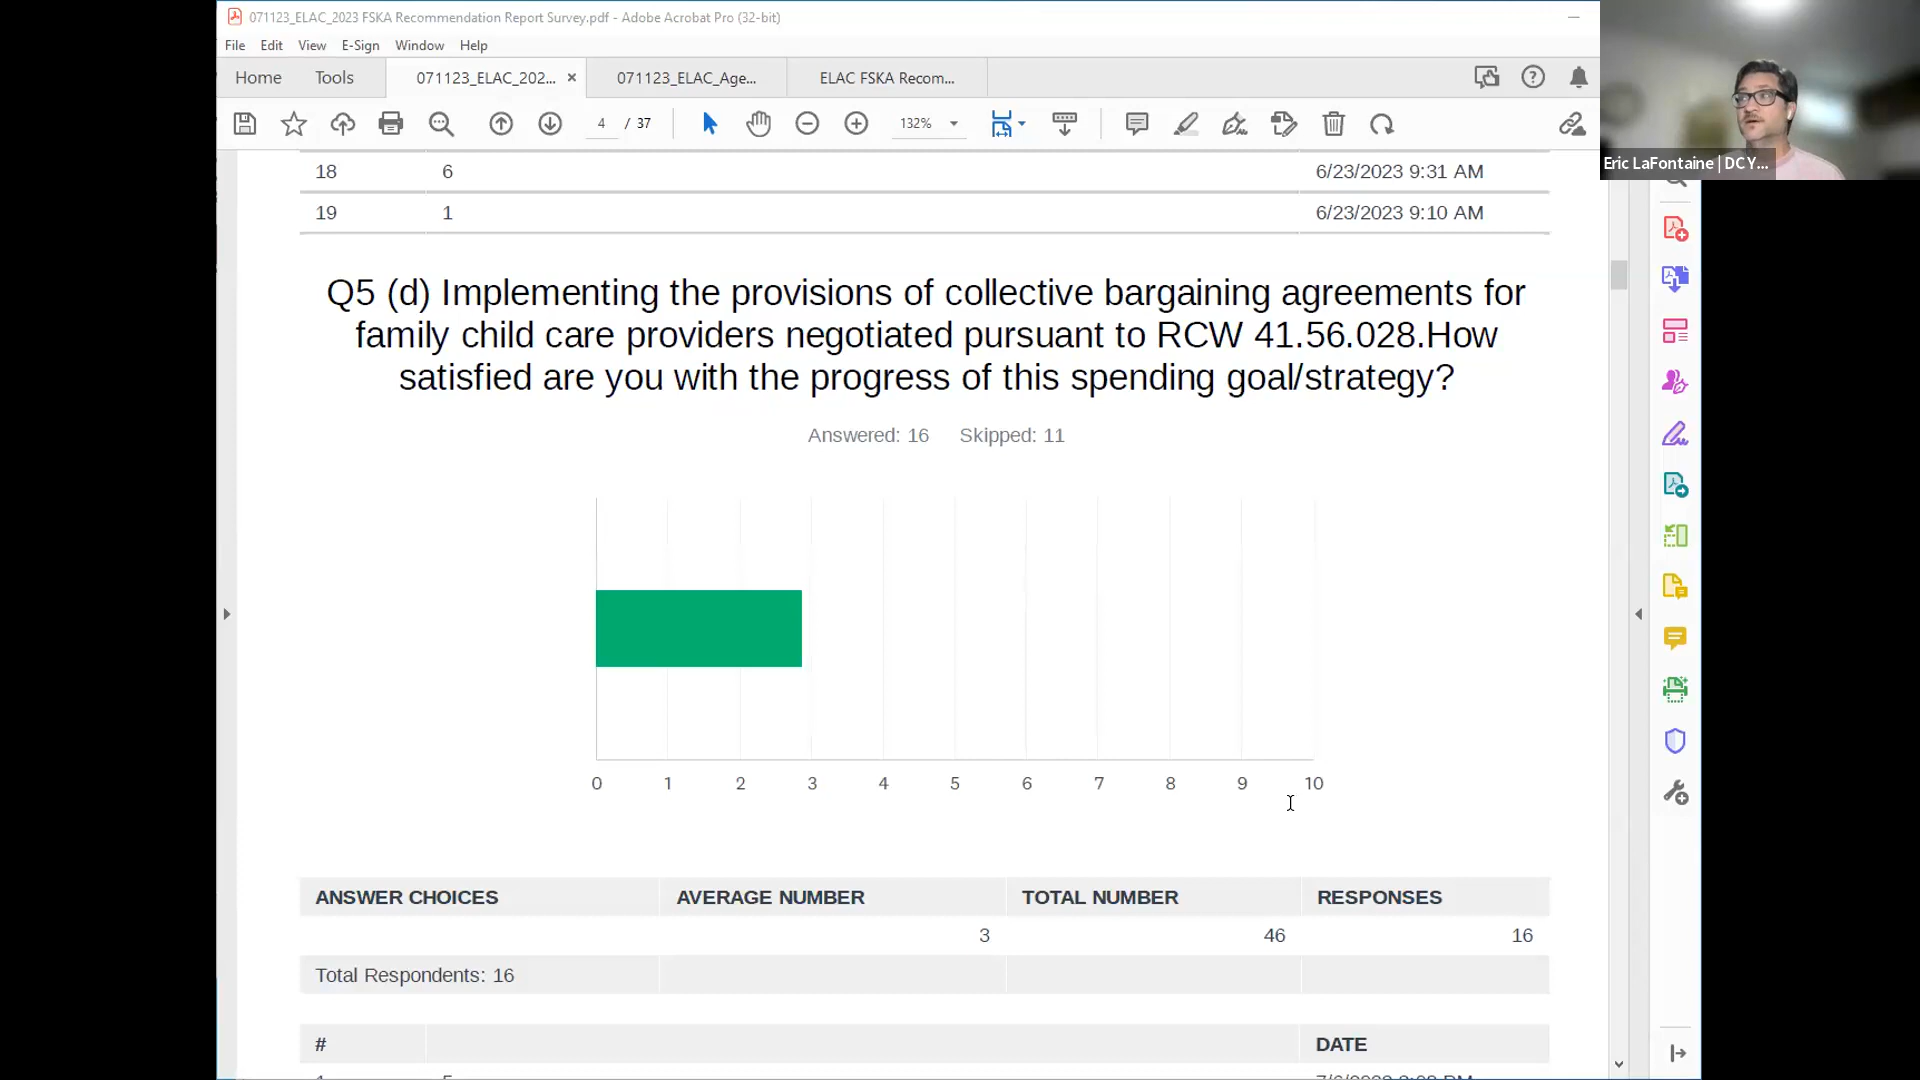 071123_ELAC_2023 FSKA Recommendation Report Survey.pdf - Adobe Acrobat Pro (32-bit)
File Edit View E-Sign Window Help
Home Tools 071123_ELAC_202... × 071123_ELAC_Age... ELAC FSKA Recom...
4 / 37 132%
Eric LaFontaine | DCY...
18 6 6/23/2023 9:31 AM
19 1 6/23/2023 9:10 AM
Q5 (d) Implementing the provisions of collective bargaining agreements for
family child care providers negotiated pursuant to RCW 41.56.028.How
satisfied are you with the progress of this spending goal/strategy?
Answered: 16 Skipped: 11
0 1 2 3 4 5 6 7 8 9 10
ANSWER CHOICES AVERAGE NUMBER TOTAL NUMBER RESPONSES
3 46 16
Total Respondents: 16
# DATE